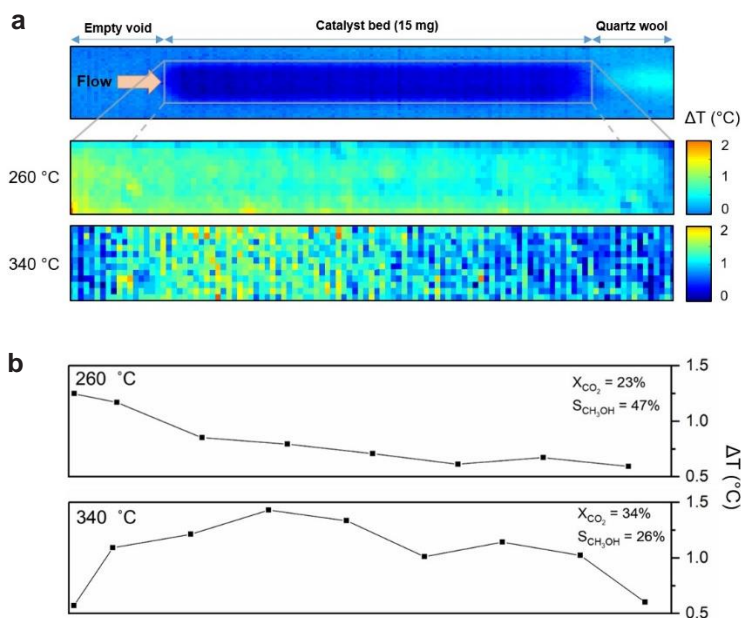 a
Empty void
Catalyst bed (15 mg)
Quartz wool
Flow
ΔT (°C)
260 °C
2
1
0
340 °C
2
1
0
b
260 °C
X_CO₂ = 23%
S_CH₃OH = 47%
1.5
1.0
0.5
340 °C
X_CO₂ = 34%
S_CH₃OH = 26%
1.5
1.0
0.5
ΔT (°C)